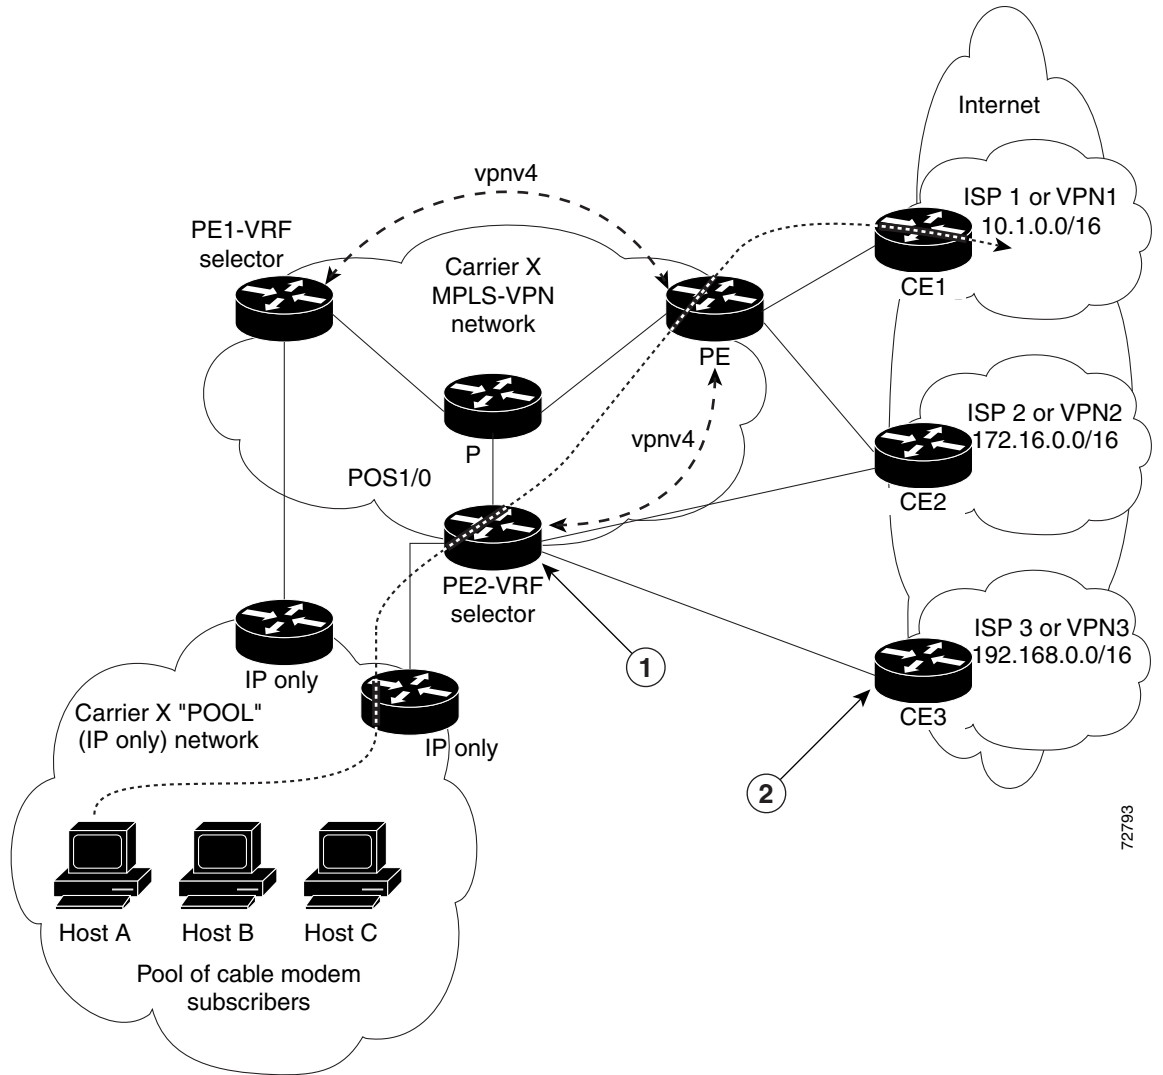 Internet
vpnv4
ISP 1 or VPN1
10.1.0.0/16
PE1-VRF
selector
Carrier X
MPLS-VPN
network
CE1
PE
ISP 2 or VPN2
172.16.0.0/16
vpnv4
P
POS1/0
CE2
PE2-VRF
selector
ISP 3 or VPN3
192.168.0.0/16
1
IP only
CE3
Carrier X "POOL"
(IP only) network
IP only
2
72793
Host A
Host B
Host C
Pool of cable modem
subscribers